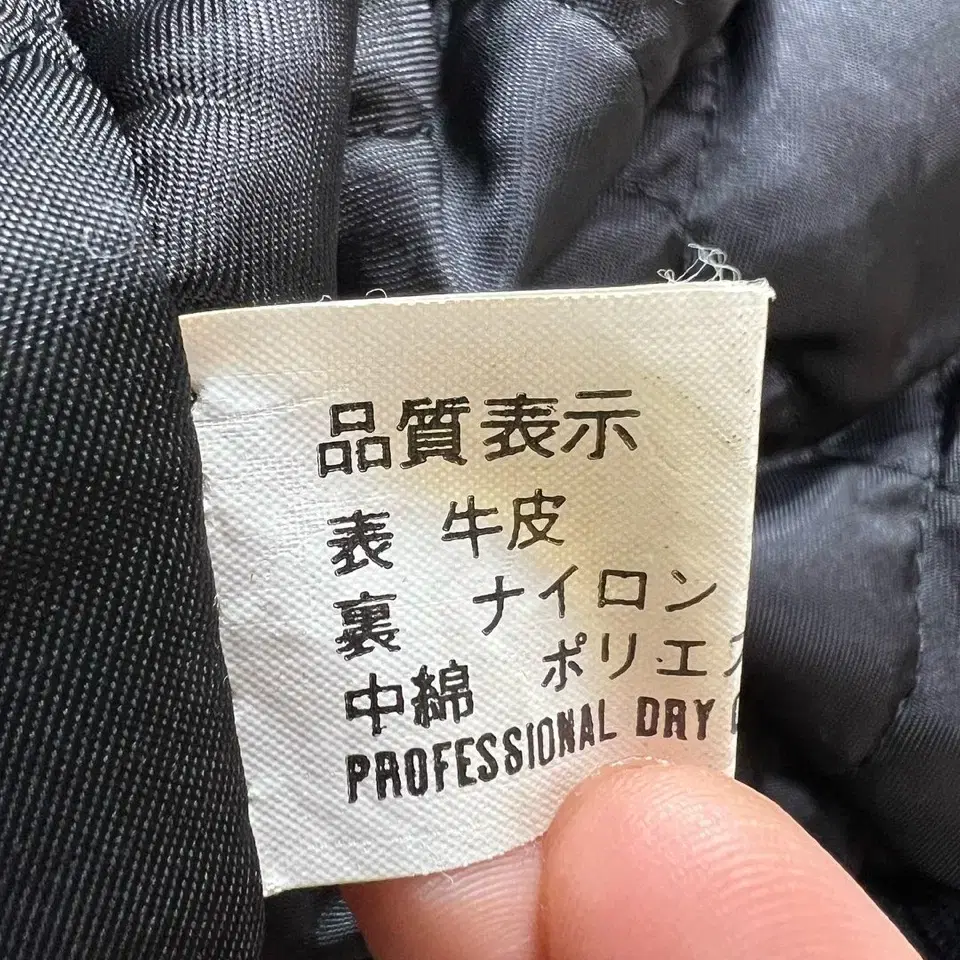 品質表示
表 牛皮
裏 ナイロン
中綿 ポリエ
PROFESSIONAL DRY